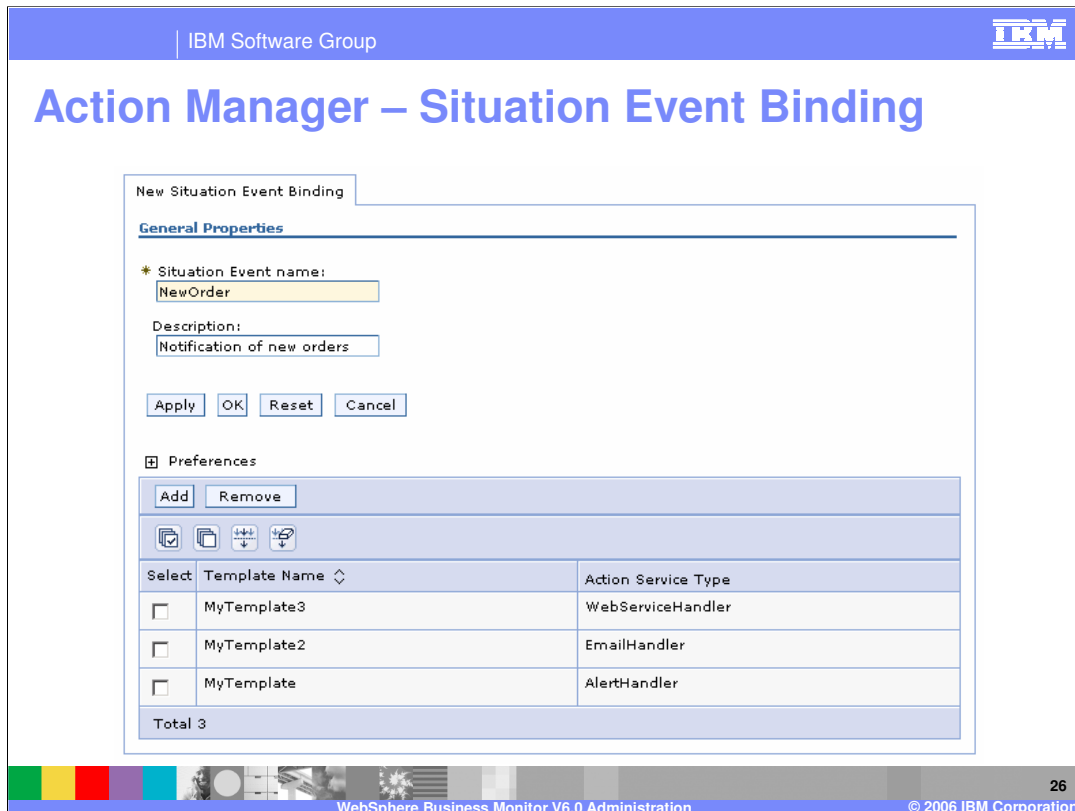 IBM Software Group
IBM
Action Manager – Situation Event Binding
New Situation Event Binding
General Properties
* Situation Event name:
NewOrder
Description:
Notification of new orders
Apply OK Reset Cancel
Preferences
Add Remove
Select Template Name Action Service Type
MyTemplate3 WebServiceHandler
MyTemplate2 EmailHandler
MyTemplate AlertHandler
Total 3
26
WebSphere Business Monitor V6.0 Administration © 2006 IBM Corporation